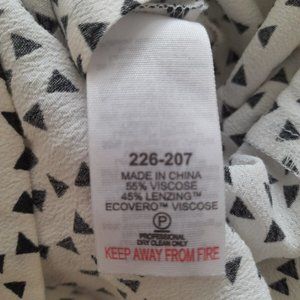 226-207
MADE IN CHINA
55% VISCOSE
45% LENZING™
ECOVERO™ VISCOSE
P
PROFESSIONAL
DRY CLEAN ONLY
KEEP AWAY FROM FIRE